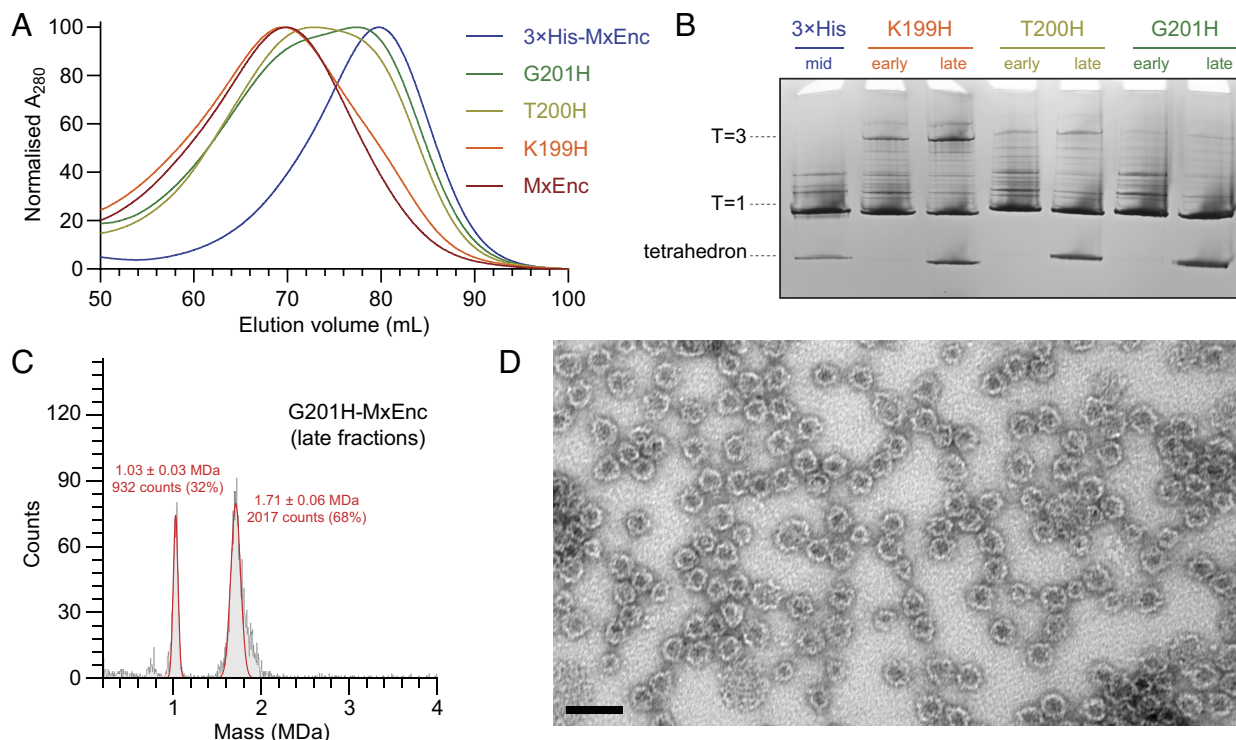 A
100
80
60
40
20
0
Normalised A280
50
60
70
80
90
100
Elution volume (mL)
3×His-MxEnc
G201H
T200H
K199H
MxEnc
B
3×His K199H T200H G201H
mid early late early late early late
T=3
T=1
tetrahedron
C
G201H-MxEnc
(late fractions)
1.03 ± 0.03 MDa
932 counts (32%)
1.71 ± 0.06 MDa
2017 counts (68%)
120
90
60
30
0
Counts
1
2
3
4
Mass (MDa)
D